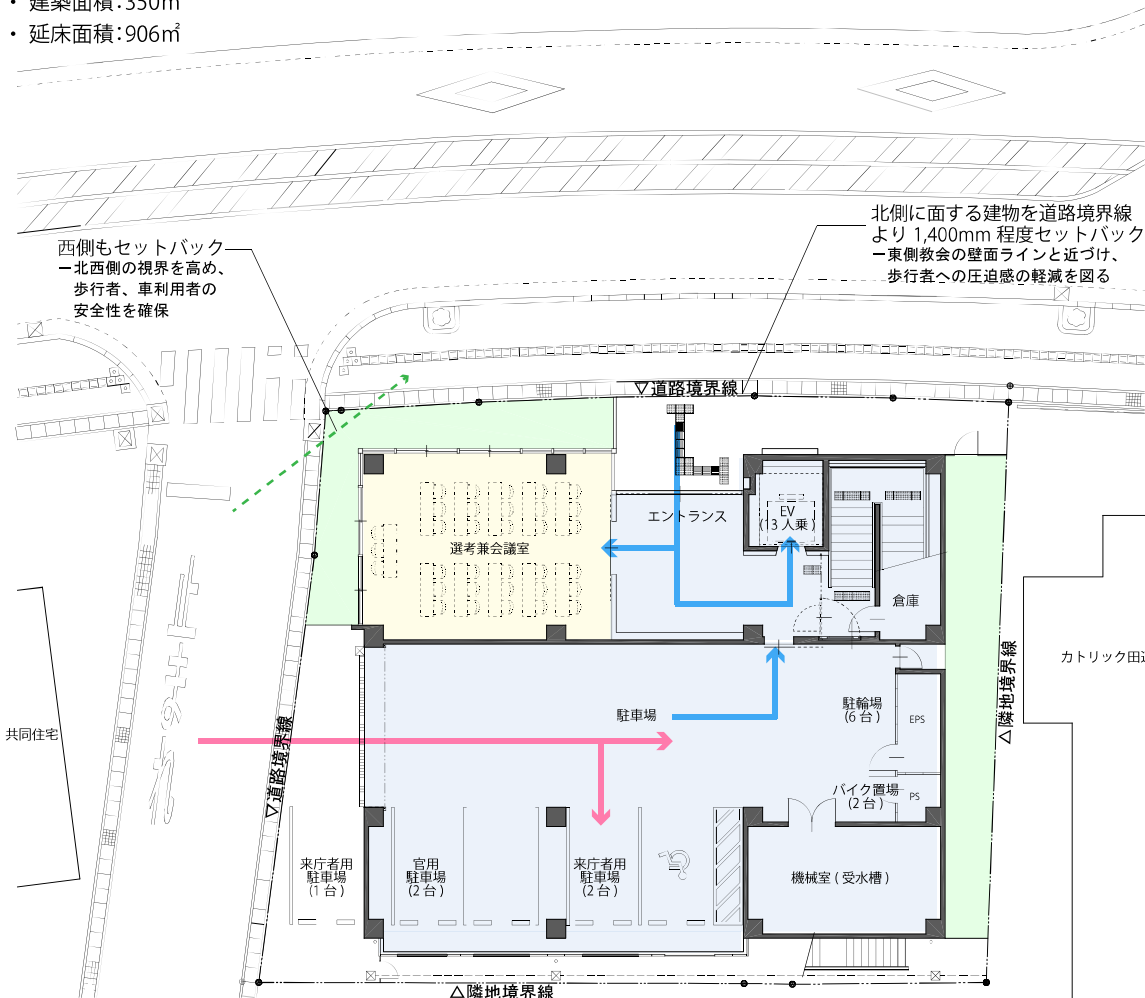 ・ 建築面積：350㎡
・ 延床面積：906㎡
北側に面する建物を道路境界線
より 1,400mm 程度セットバック
ー東側教会の壁面ラインと近づけ、
歩行者への圧迫感の軽減を図る
西側もセットバック
ー北西側の視界を高め、
歩行者、車利用者の
安全性を確保
▽道路境界線
エントランス
EV
(13 人乗 )
選考兼会議室
倉庫
△隣地境界線
カトリック田
共同住宅
駐車場
駐輪場
(6 台 )
EPS
▽道路境界線
バイク置場
(2 台 )
PS
来庁者用
駐車場
(1 台 )
官用
駐車場
(2 台 )
来庁者用
駐車場
(2 台 )
機械室 ( 受水槽 )
△隣地境界線